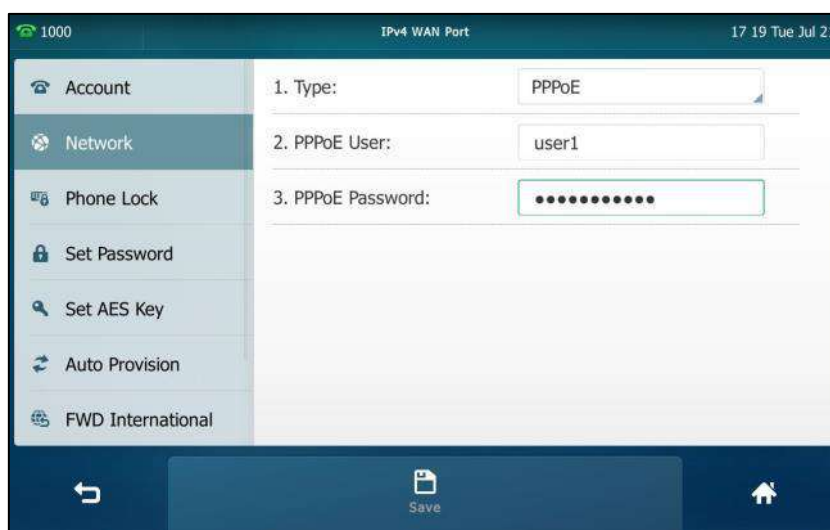 1000
IPv4 WAN Port
17 19 Tue Jul 2
Account
Network
Phone Lock
Set Password
Set AES Key
Auto Provision
FWD International
1. Type: PPPoE
2. PPPoE User: user1
3. PPPoE Password: •••••••••••
Save